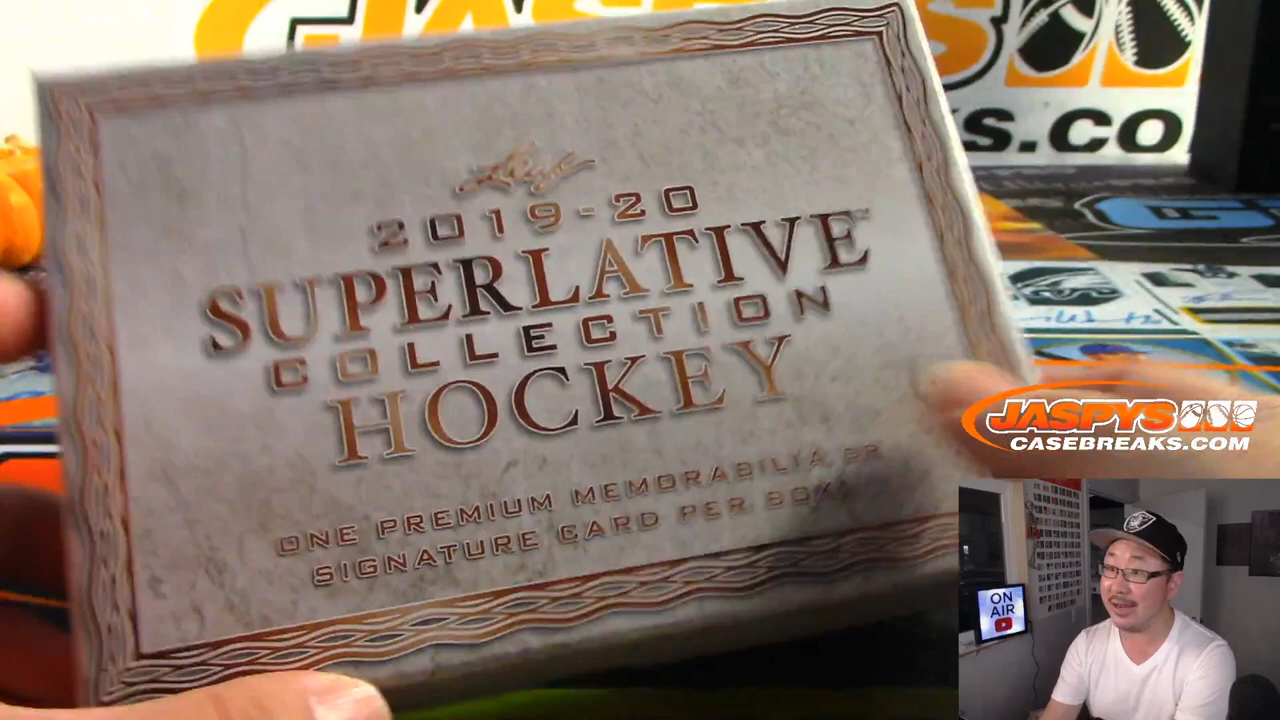 JASPYS
S.CO
Leaf
2019-20
SUPERLATIVE
COLLECTION
HOCKEY
ONE PREMIUM MEMORABILIA OR
SIGNATURE CARD PER BOX
JASPYS
CASEBREAKS.COM
ON
AIR